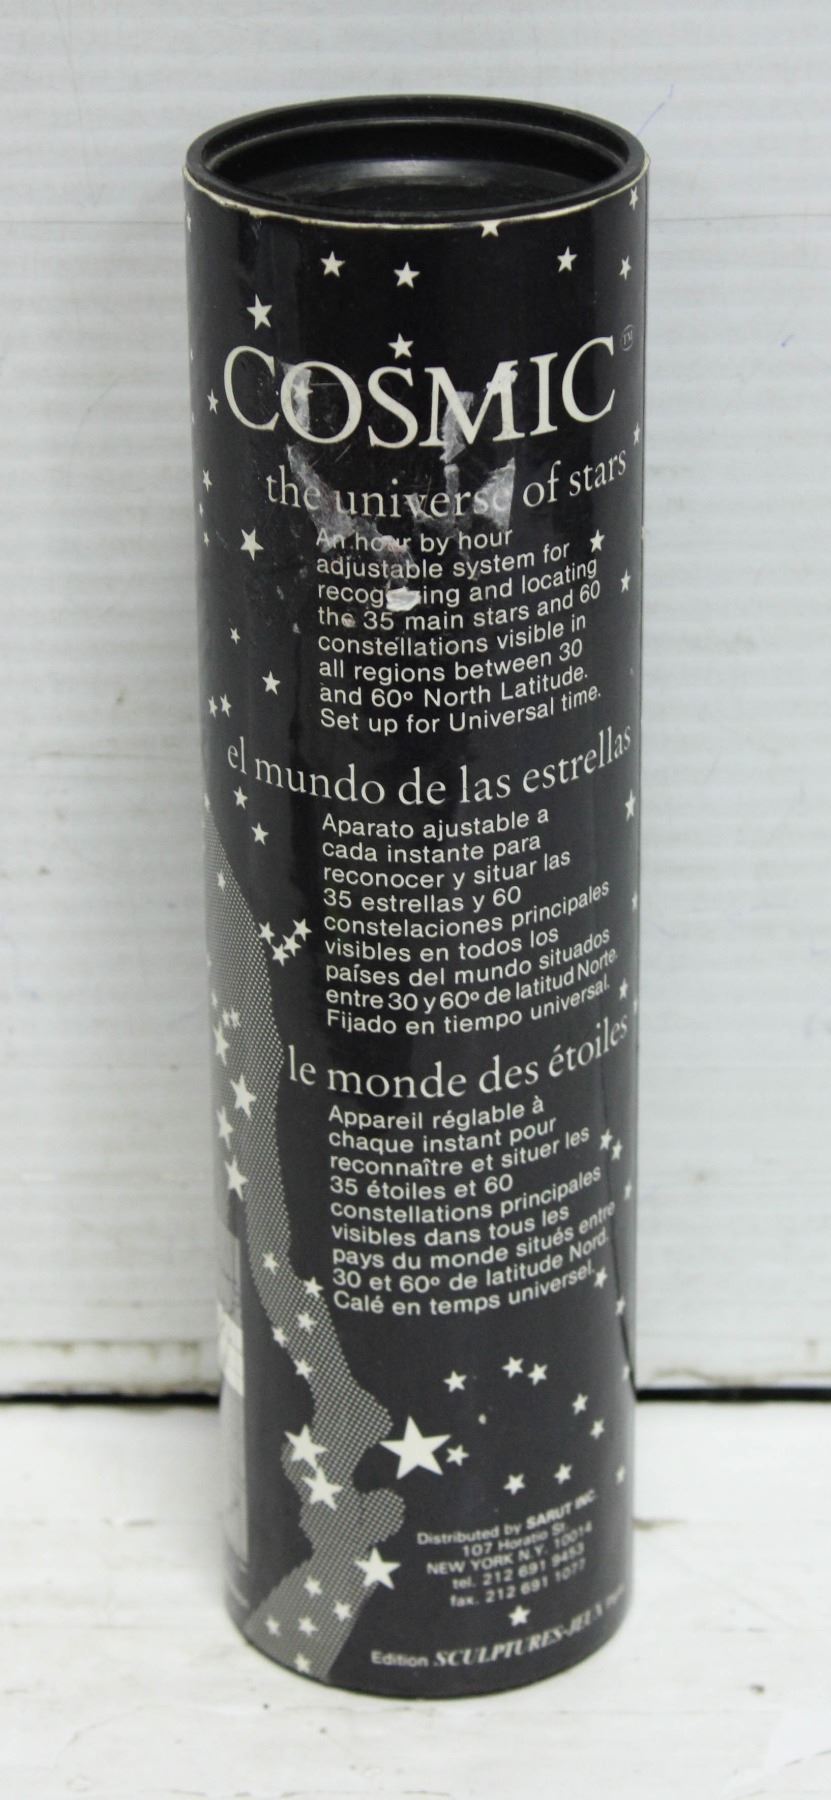 COSMIC™
the universe of stars
An hour by hour
adjustable system for
recognising and locating
the 35 main stars and 60
constellations visible in
all regions between 30
and 60º North Latitude.
Set up for Universal time.
el mundo de las estrellas
Aparato ajustable a
cada instante para
reconocer y situar las
35 estrellas y 60
constelaciones principales
visibles en todos los
países del mundo situados
entre 30 y 60º de latitud Norte.
Fijado en tiempo universal.
le monde des étoiles
Appareil réglable à
chaque instant pour
reconnaître et situer les
35 étoiles et 60
constellations principales
visibles dans tous les
pays du monde situés entre
30 et 60º de latitude Nord.
Calé en temps universel.
Distributed by SARUT INC.
107 Horatio St.
NEW YORK N.Y. 10014
tel. 212 691 9453
fax. 212 691 1077
Edition SCULPTURES-JEUX